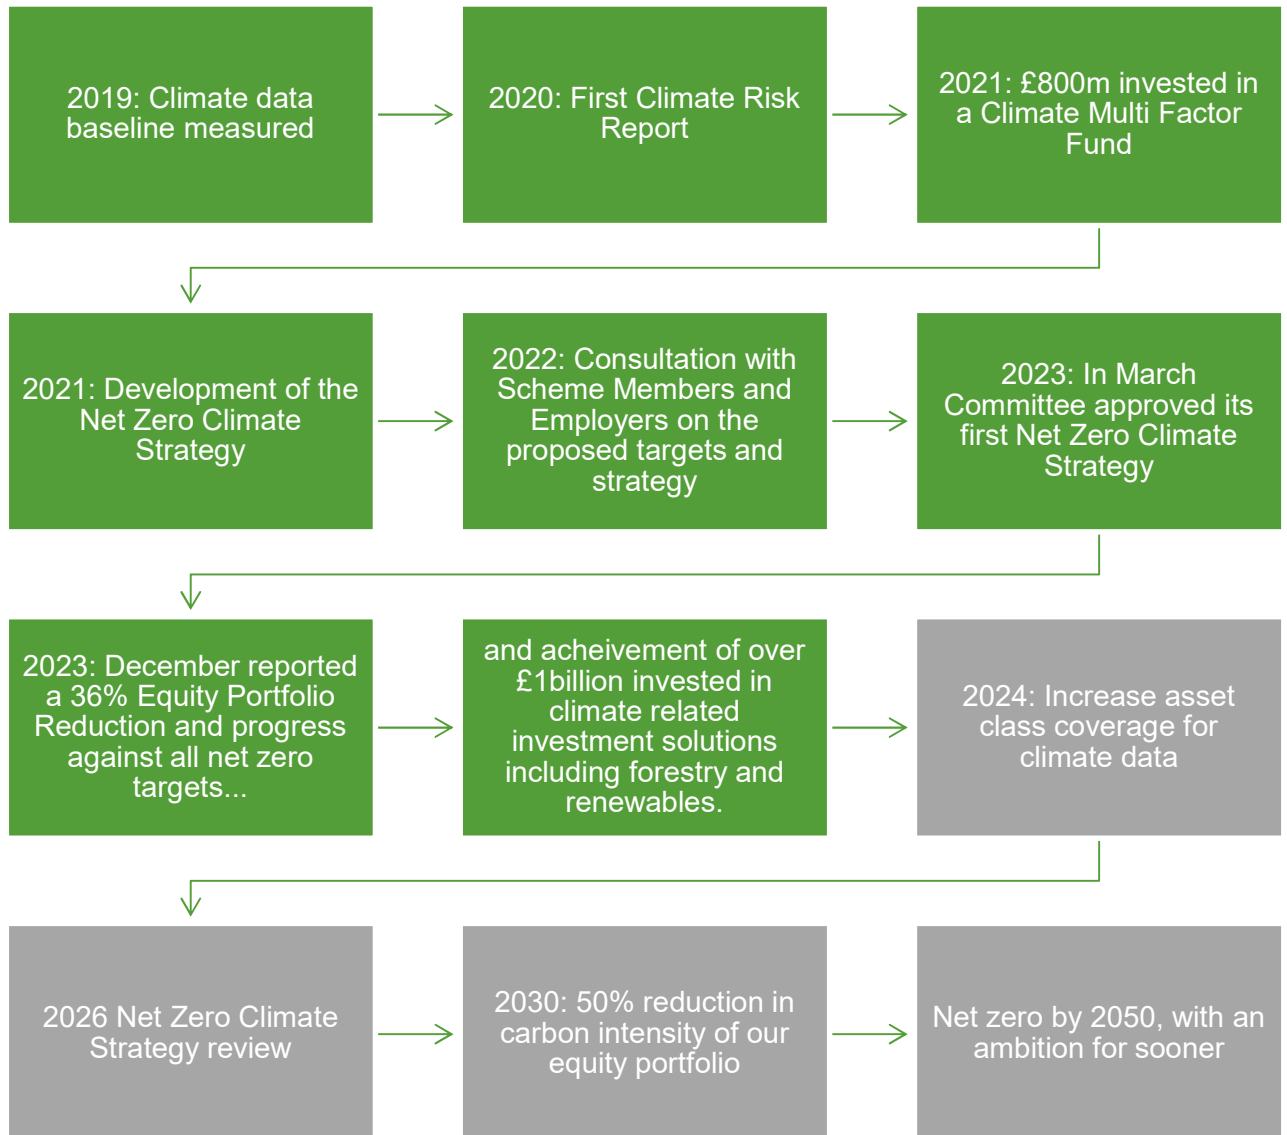 2019: Climate data
baseline measured
2020: First Climate Risk
Report
2021: £800m invested in
a Climate Multi Factor
Fund
2021: Development of the
Net Zero Climate
Strategy
2022: Consultation with
Scheme Members and
Employers on the
proposed targets and
strategy
2023: In March
Committee approved its
first Net Zero Climate
Strategy
2023: December reported
a 36% Equity Portfolio
Reduction and progress
against all net zero
targets...
and acheivement of over
£1billion invested in
climate related
investment solutions
including forestry and
renewables.
2024: Increase asset
class coverage for
climate data
2026 Net Zero Climate
Strategy review
2030: 50% reduction in
carbon intensity of our
equity portfolio
Net zero by 2050, with an
ambition for sooner